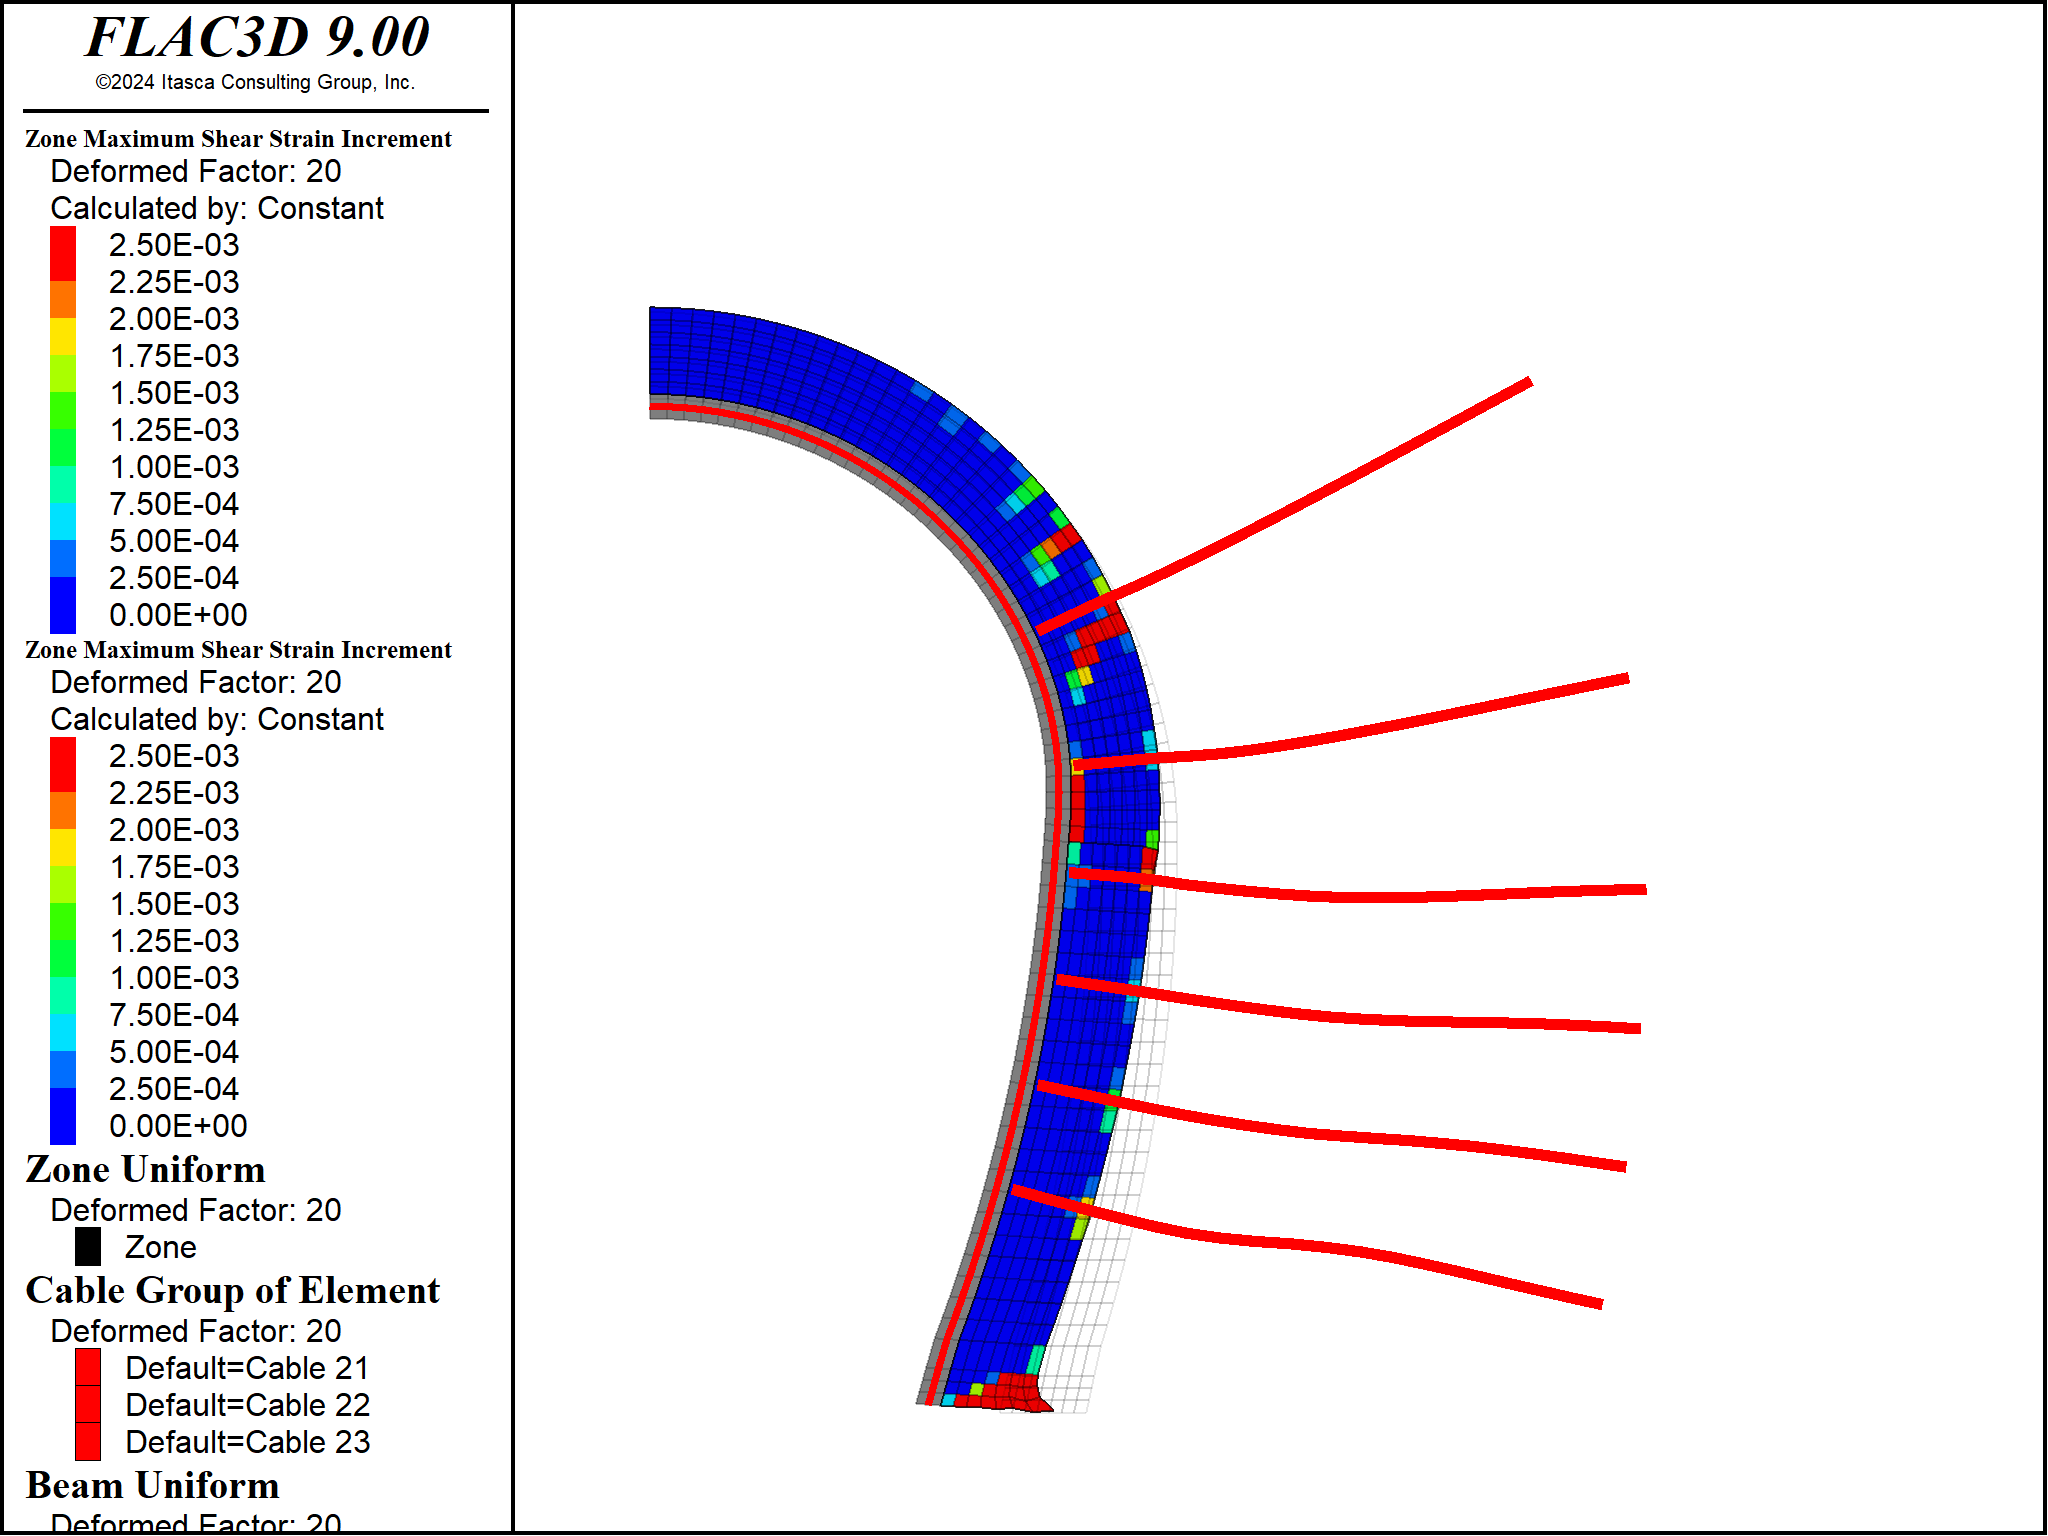 FLAC3D 9.00
©2024 Itasca Consulting Group, Inc.
Zone Maximum Shear Strain Increment
Deformed Factor: 20
Calculated by: Constant
2.50E-03
2.25E-03
2.00E-03
1.75E-03
1.50E-03
1.25E-03
1.00E-03
7.50E-04
5.00E-04
2.50E-04
0.00E+00
Zone Maximum Shear Strain Increment
Deformed Factor: 20
Calculated by: Constant
2.50E-03
2.25E-03
2.00E-03
1.75E-03
1.50E-03
1.25E-03
1.00E-03
7.50E-04
5.00E-04
2.50E-04
0.00E+00
Zone Uniform
Deformed Factor: 20
Zone
Cable Group of Element
Deformed Factor: 20
Default=Cable 21
Default=Cable 22
Default=Cable 23
Beam Uniform
Deformed Factor: 20